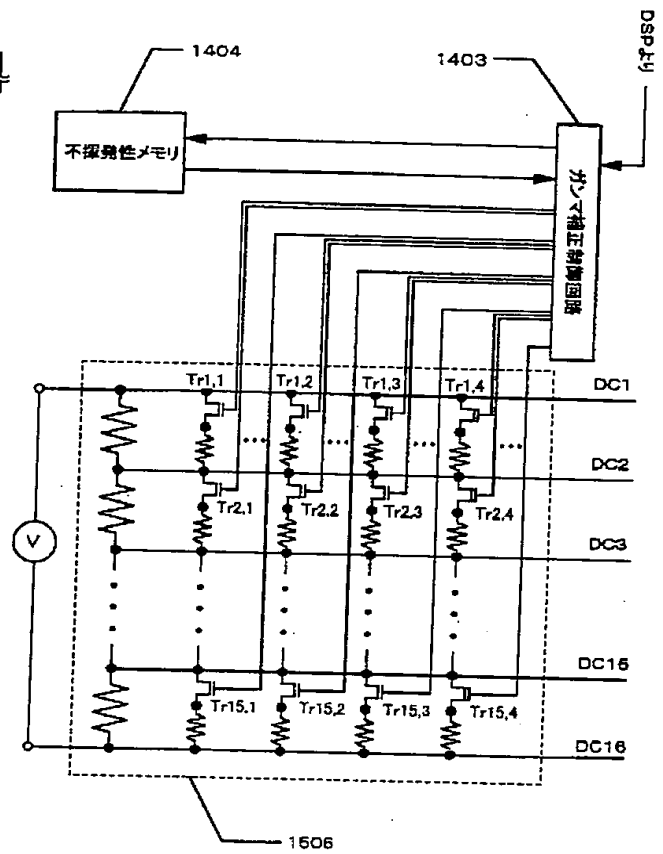 DSPより
1404
1403
不揮発性メモリ
ガンマ補正制御回路
Tr1,1
Tr1,2
Tr1,3
Tr1,4
DC1
DC2
Tr2,1
Tr2,2
Tr2,3
Tr2,4
V
DC3
DC15
Tr15,1
Tr15,2
Tr15,3
Tr15,4
DC16
1506